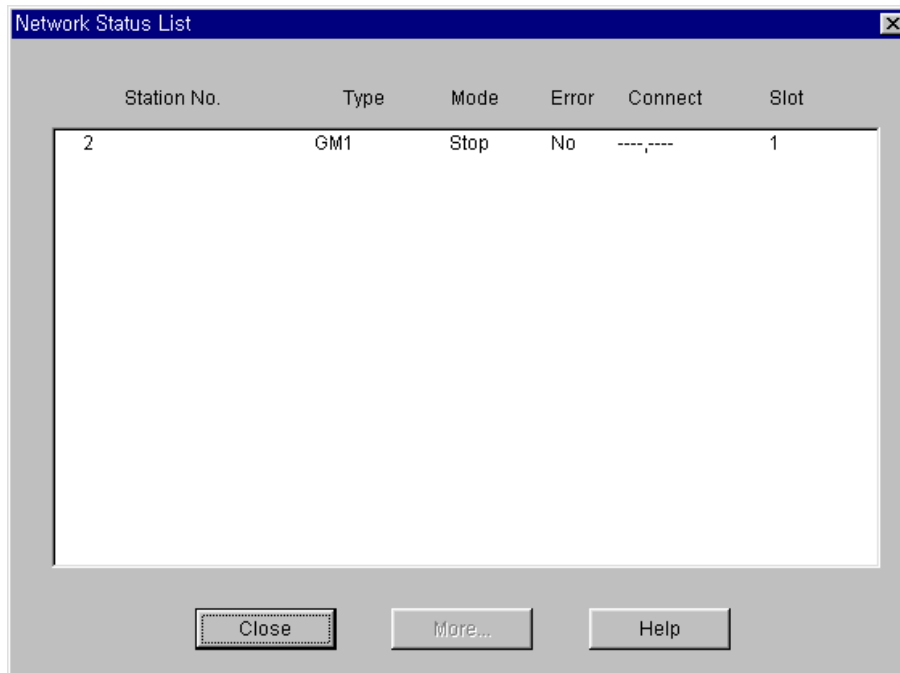 Network Status List
Station No. Type Mode Error Connect Slot
2 GM1 Stop No ----,---- 1
Close More... Help